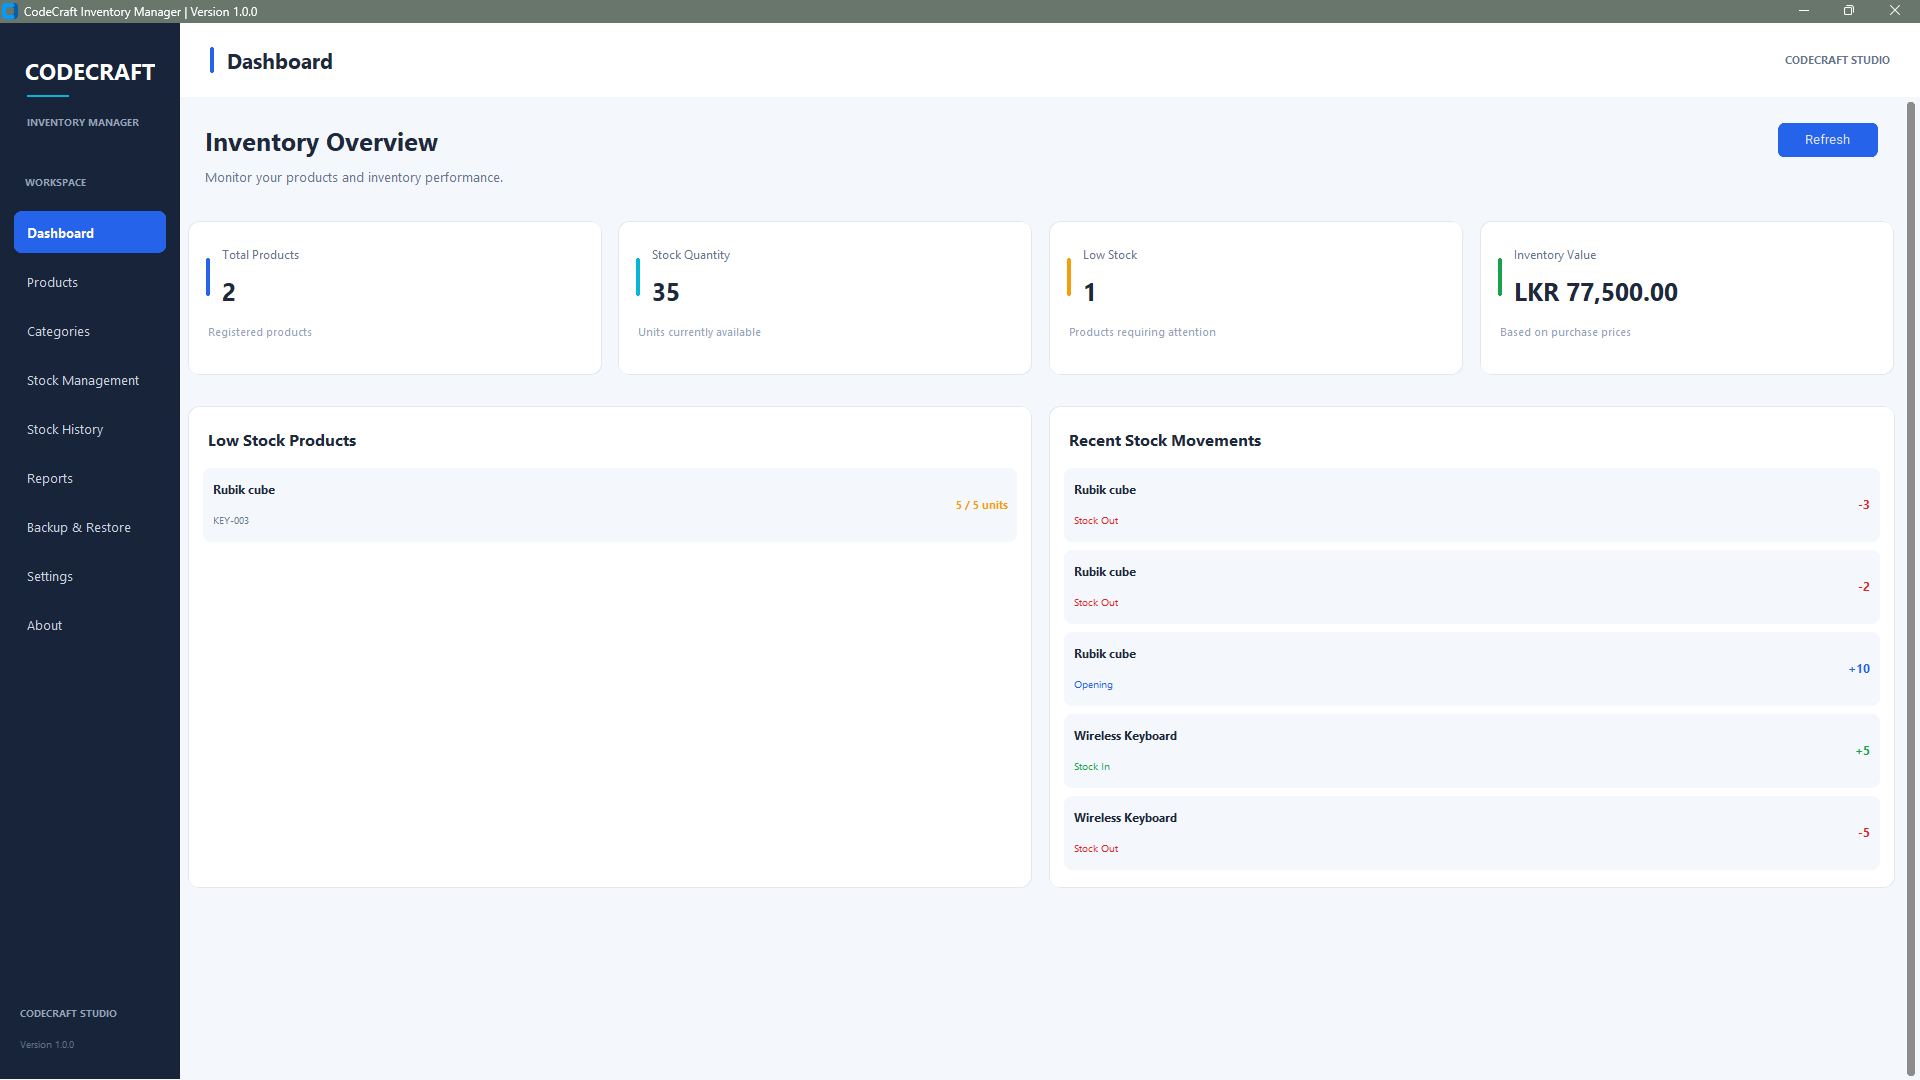 CodeCraft Inventory Manager | Version 1.0.0
CODECRAFT
INVENTORY MANAGER
WORKSPACE
Dashboard
Products
Categories
Stock Management
Stock History
Reports
Backup & Restore
Settings
About
CODECRAFT STUDIO
Version 1.0.0
Dashboard
CODECRAFT STUDIO
Inventory Overview
Monitor your products and inventory performance.
Refresh
Total Products
2
Registered products
Stock Quantity
35
Units currently available
Low Stock
1
Products requiring attention
Inventory Value
LKR 77,500.00
Based on purchase prices
Low Stock Products
Rubik cube
KEY-003
5 / 5 units
Recent Stock Movements
Rubik cube
Stock Out
-3
Rubik cube
Stock Out
-2
Rubik cube
Opening
+10
Wireless Keyboard
Stock In
+5
Wireless Keyboard
Stock Out
-5